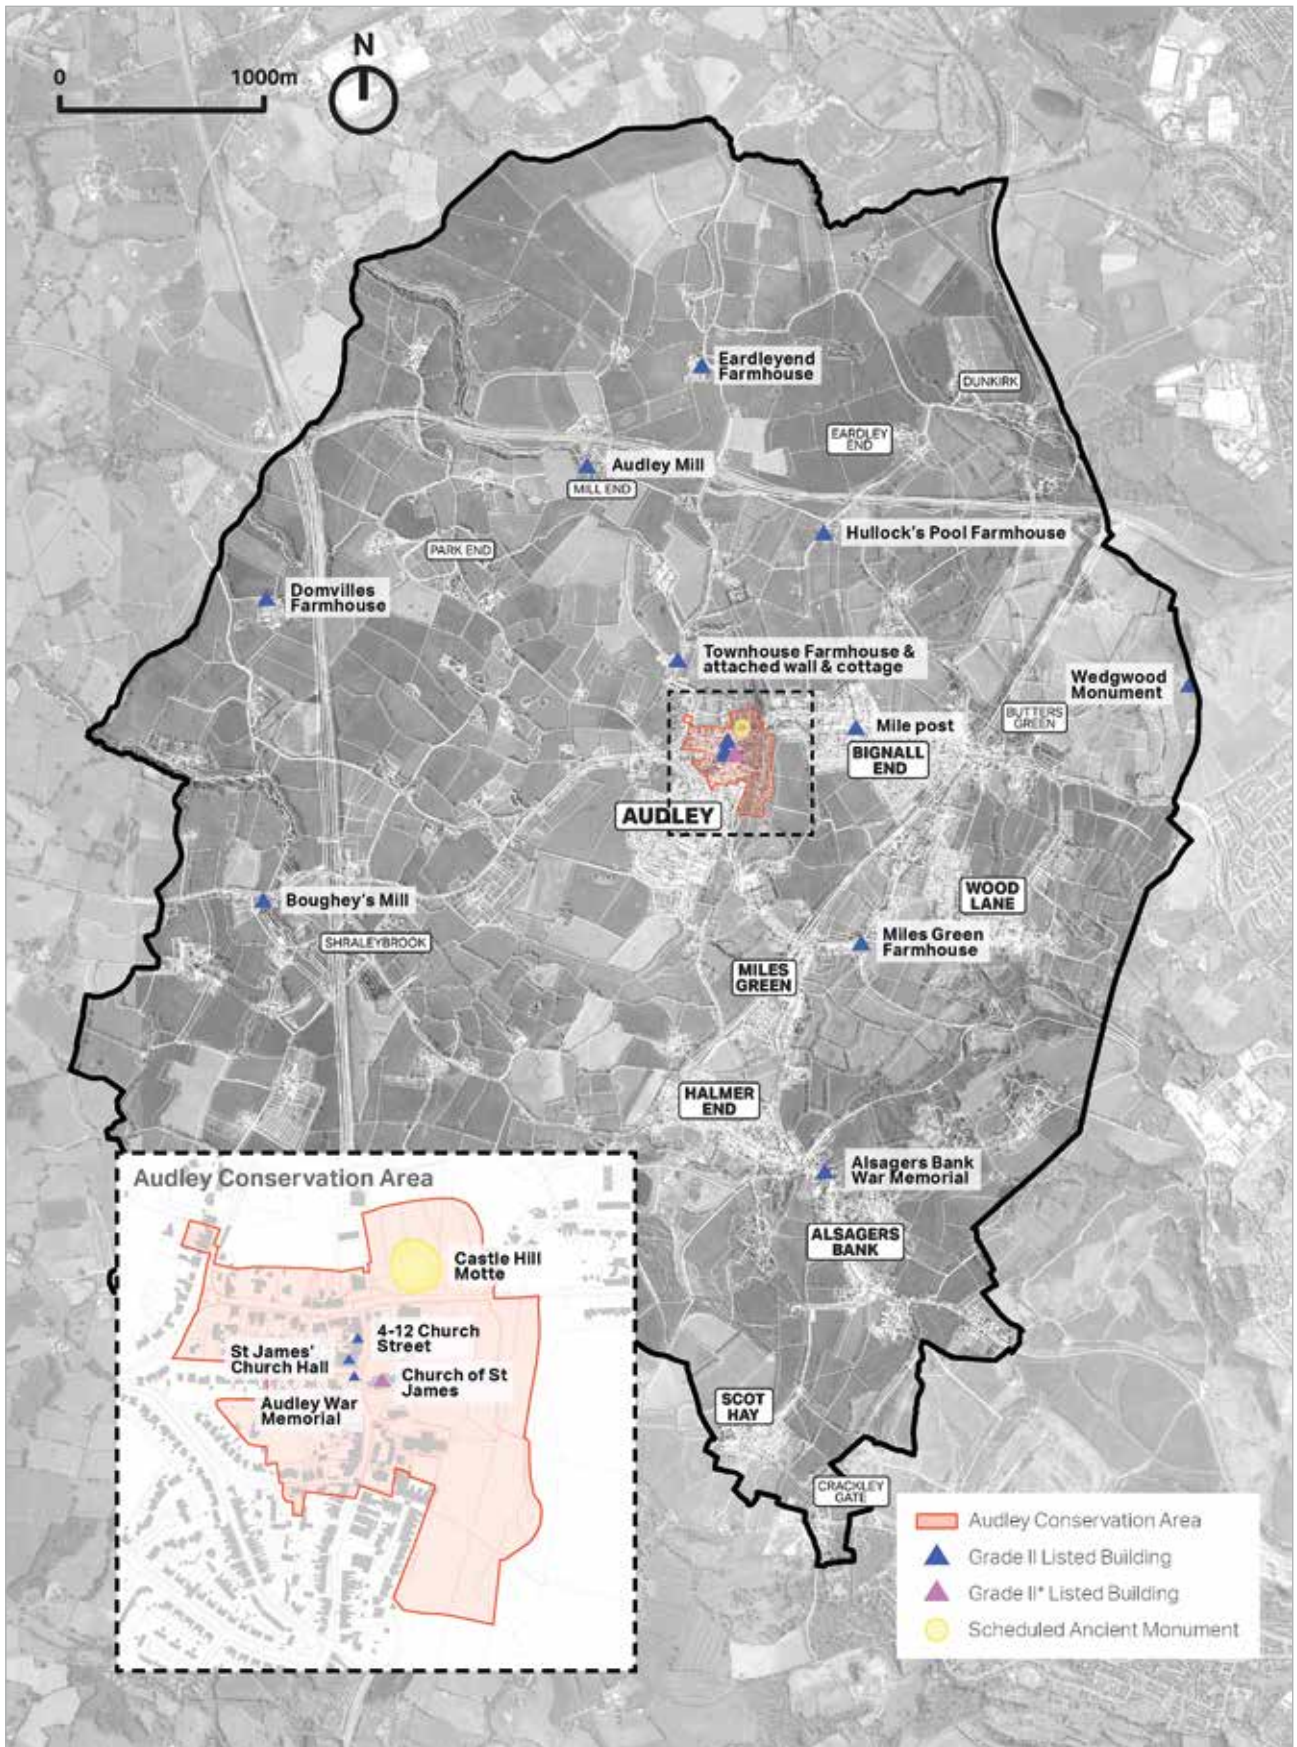 N
0 1000m
Eardleyend
Farmhouse
DUNKIRK
EARDLEY
END
Audley Mill
MILL END
Hullock's Pool Farmhouse
PARK END
Domvilles
Farmhouse
Townhouse Farmhouse &
attached wall & cottage
Wedgwood
Monument
BUTTERS
GREEN
Mile post
BIGNALL
END
AUDLEY
Boughey's Mill
WOOD
LANE
SHRALEYBROOK
Miles Green
Farmhouse
MILES
GREEN
HALMER
END
Alsagers Bank
War Memorial
ALSAGERS
BANK
Audley Conservation Area
Castle Hill
Motte
4-12 Church
Street
St James'
Church Hall
Church of St
James
Audley War
Memorial
SCOT
HAY
CRACKLEY
GATE
Audley Conservation Area
Grade II Listed Building
Grade II* Listed Building
Scheduled Ancient Monument